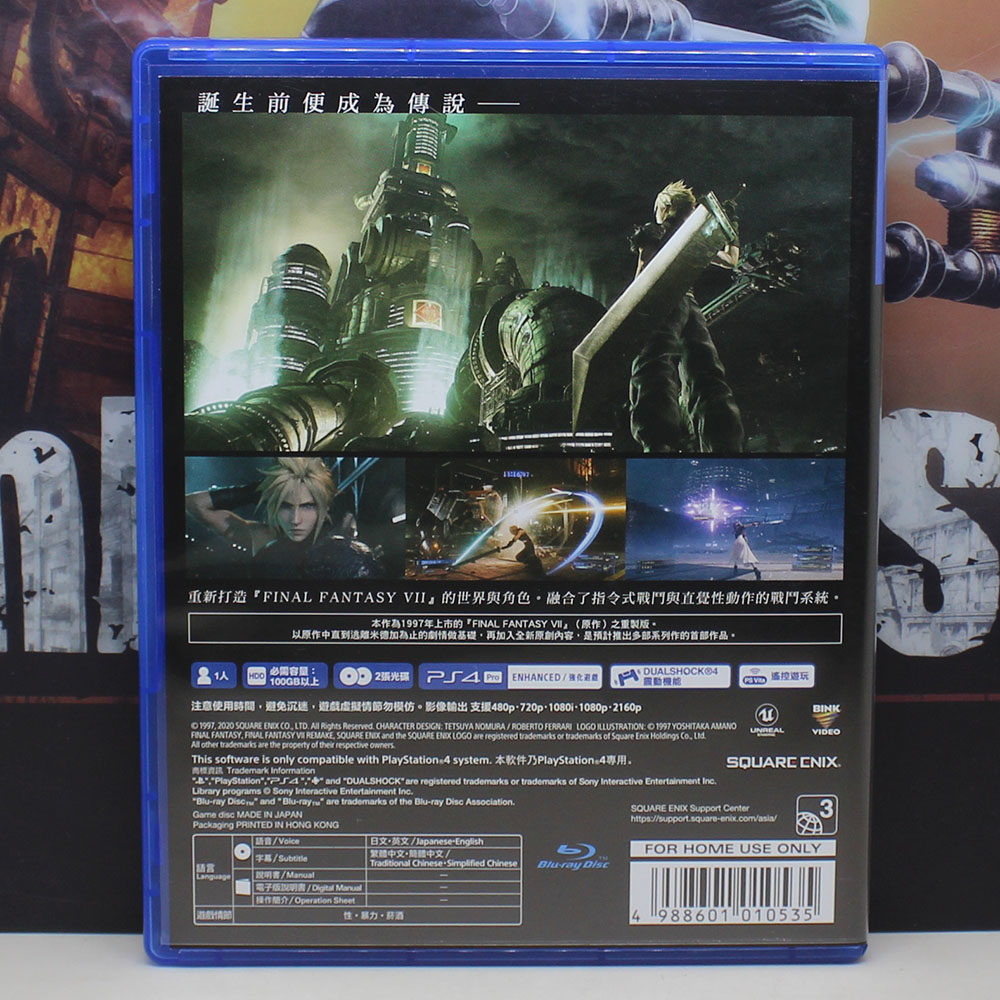 誕生前便成為傳說——
重新打造『FINAL FANTASY VII』的世界與角色。融合了指令式戰鬥與直覺性動作的戰鬥系統。
本作為1997年上市的『FINAL FANTASY VII』（原作）之重製版。
以原作中直到逃離米德加為止的劇情做基礎，再加入全新原創內容，是預計推出多部系列作的首部作品。
1人
HDD 必需容量：100GB以上
2張光碟
PS4 Pro ENHANCED/強化遊戲
DUALSHOCK®4 震動機能
PS Vita 遙控遊玩
注意使用時間，避免沉迷，遊戲虛擬情節勿模仿。影像輸出 支援480p・720p・1080i・1080p・2160p
© 1997, 2020 SQUARE ENIX CO., LTD. All Rights Reserved. CHARACTER DESIGN: TETSUYA NOMURA / ROBERTO FERRARI LOGO ILLUSTRATION: © 1997 YOSHITAKA AMANO
FINAL FANTASY, FINAL FANTASY VII REMAKE, SQUARE ENIX and the SQUARE ENIX LOGO are registered trademarks or trademarks of Square Enix Holdings Co., Ltd.
All other trademarks are the property of their respective owners.
UNREAL ENGINE
BINK VIDEO
This software is only compatible with PlayStation®4 system. 本軟件乃PlayStation®4專用。
SQUARE ENIX.
商標資訊 Trademark Information
"PS", "PlayStation", "PS4", and "DUALSHOCK" are registered trademarks or trademarks of Sony Interactive Entertainment Inc.
Library programs © Sony Interactive Entertainment Inc.
"Blu-ray Disc™" and "Blu-ray™" are trademarks of the Blu-ray Disc Association.
Game disc MADE IN JAPAN
Packaging PRINTED IN HONG KONG
SQUARE ENIX Support Center
https://support.square-enix.com/asia/
3
語言 Language
語音/Voice 日文・英文/Japanese・English
字幕/Subtitle 繁體中文・簡體中文/Traditional Chinese・Simplified Chinese
說明書/Manual —
電子版說明書/Digital Manual —
操作簡介/Operation Sheet —
遊戲情節 性・暴力・菸酒
Blu-ray Disc™
FOR HOME USE ONLY
4 988601 010535